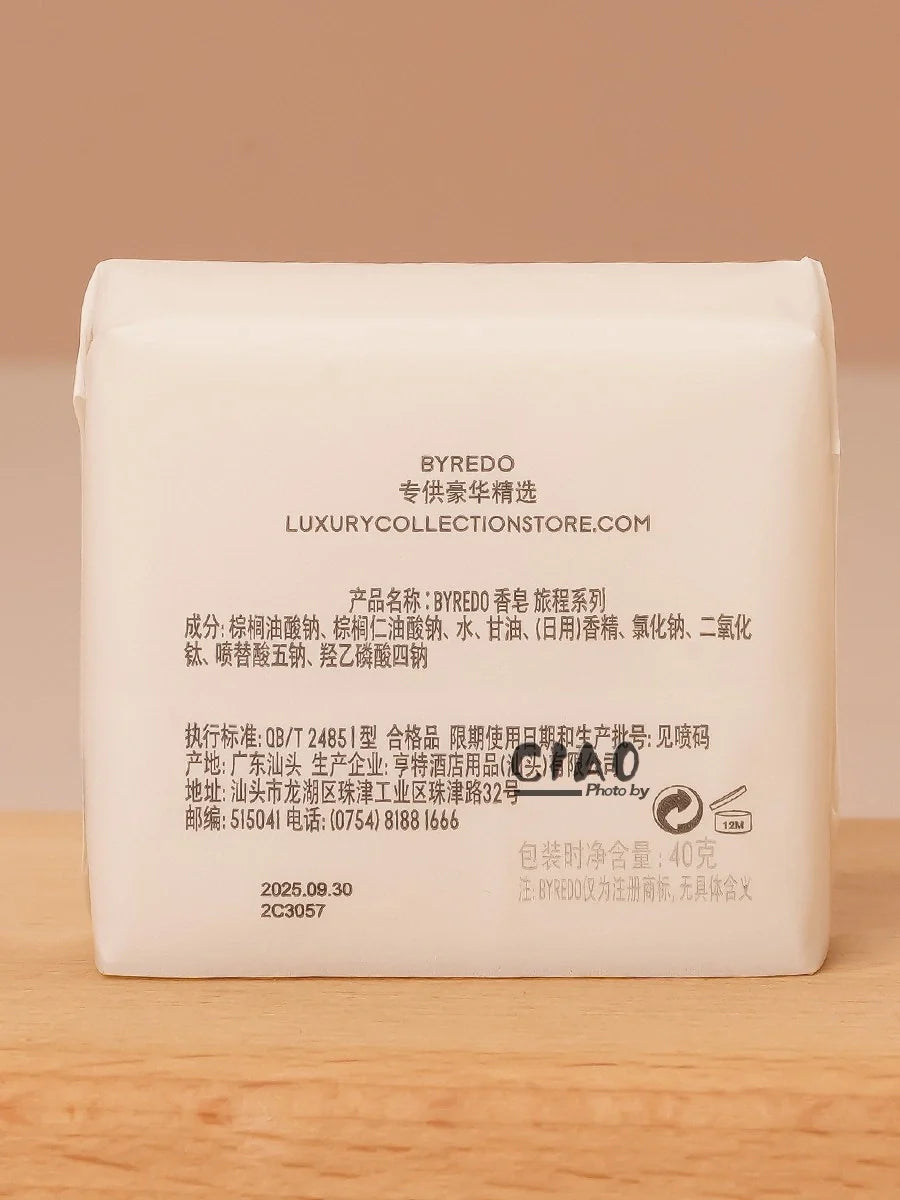 BYREDO
专供豪华精选
LUXURYCOLLECTIONSTORE.COM
产品名称:BYREDO 香皂 旅程系列
成分: 棕榈油酸钠、棕榈仁油酸钠、水、甘油、(日用)香精、氯化钠、二氧化
钛、喷替酸五钠、羟乙磷酸四钠
执行标准: QB/T 2485 I型 合格品 限期使用日期和生产批号: 见喷码
产地: 广东汕头 生产企业: 亨特酒店用品(汕头)有限公司
CIAO
地址: 汕头市龙湖区珠津工业区珠津路32号
Photo by
邮编: 515041 电话: (0754) 8188 1666
12M
包装时净含量: 40克
注: BYREDO仅为注册商标, 无具体含义
2025.09.30
2C3057